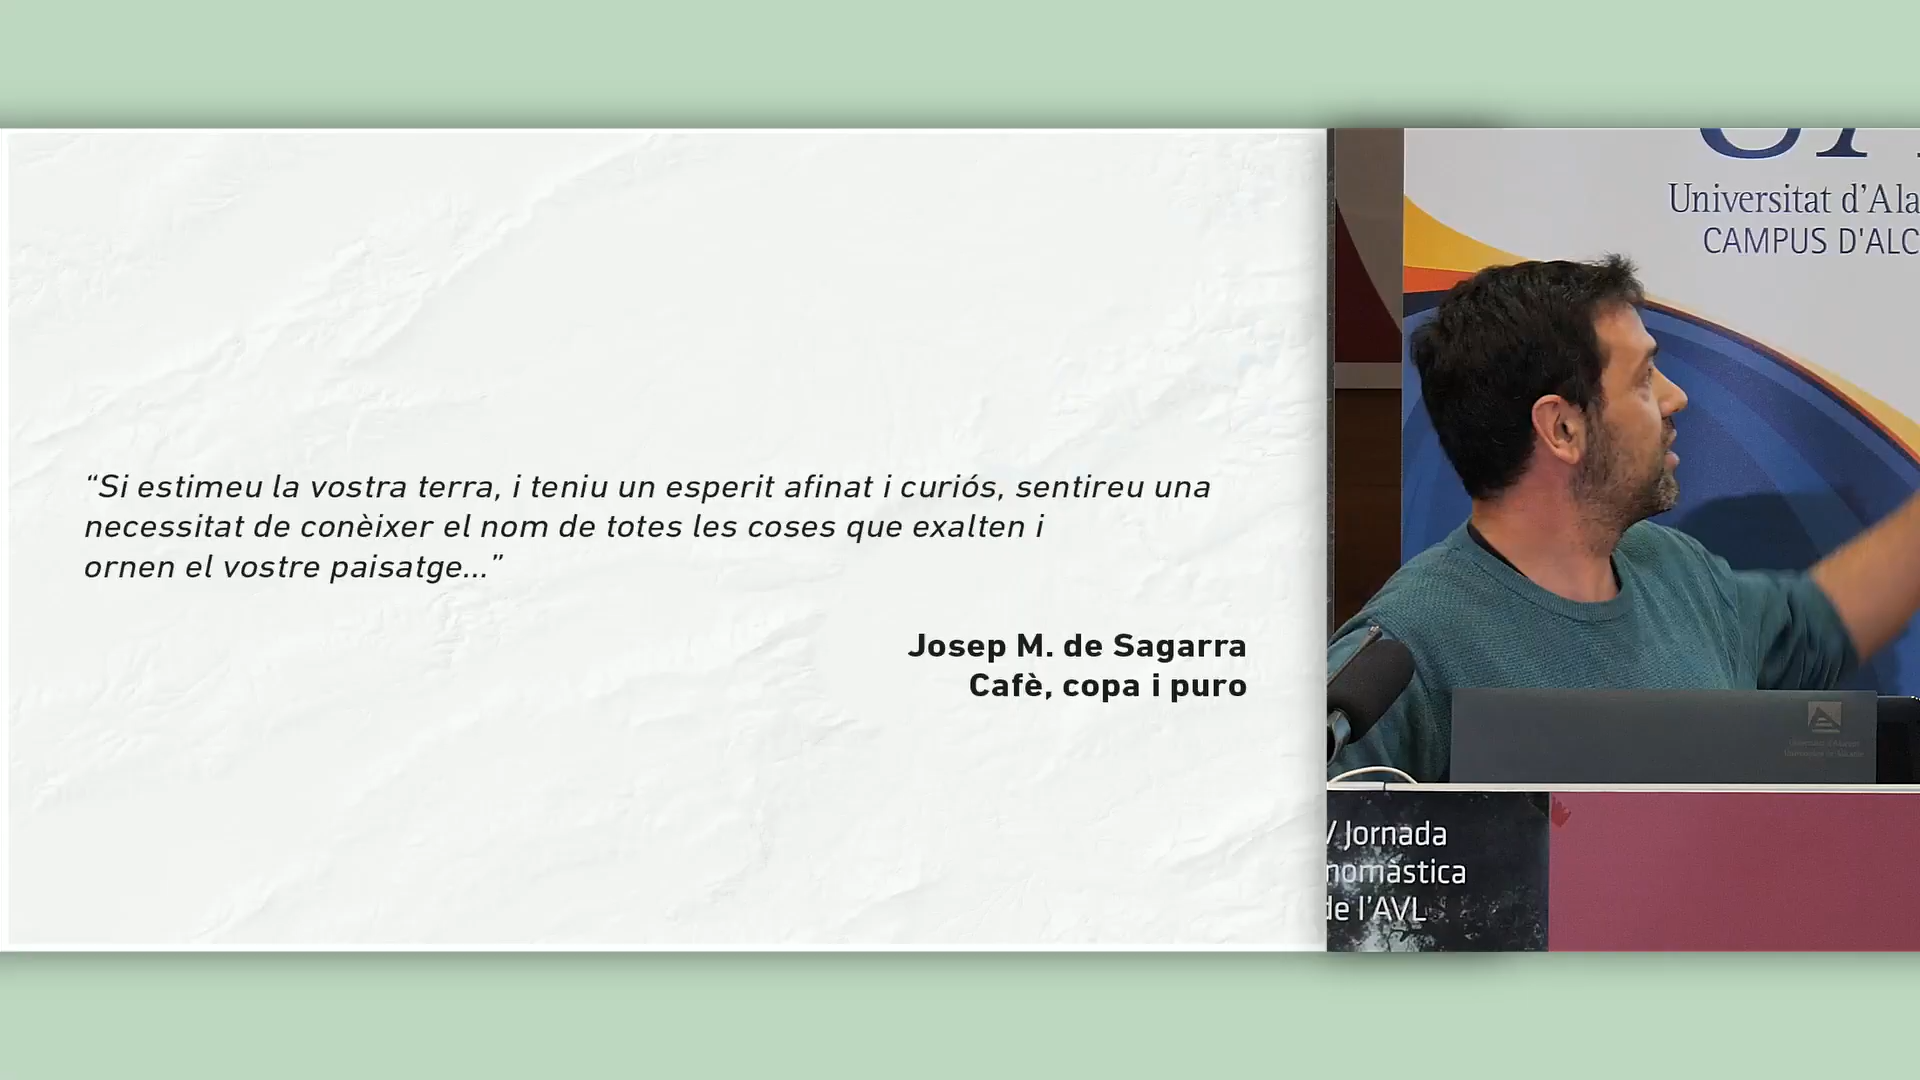 “Si estimeu la vostra terra, i teniu un esperit afinat i curiós, sentireu una
necessitat de conèixer el nom de totes les coses que exalten i
ornen el vostre paisatge...”
Josep M. de Sagarra
Cafè, copa i puro
Universitat d'Ala
CAMPUS D'ALC
V Jornada
nomàstica
de l'AVL